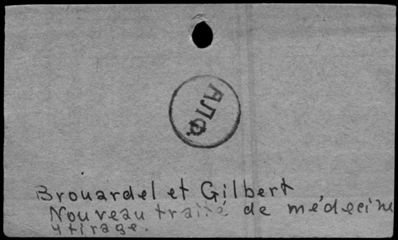 АЛФ.
Brouardel et Gilbert
Nouveau traité de médecine
4 tirage.